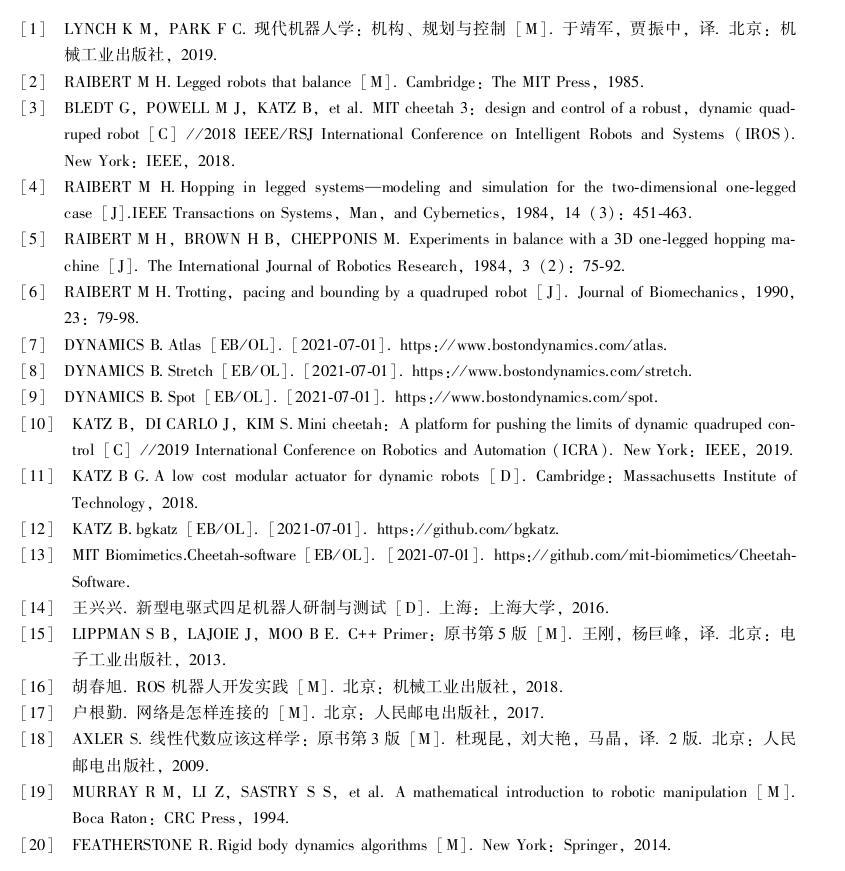 [1] LYNCH K M, PARK F C. 现代机器人学：机构、规划与控制 [M]. 于靖军, 贾振中, 译. 北京：机
械工业出版社, 2019.
[2] RAIBERT M H. Legged robots that balance [M]. Cambridge: The MIT Press, 1985.
[3] BLEDT G, POWELL M J, KATZ B, et al. MIT cheetah 3: design and control of a robust, dynamic quad-
ruped robot [C] //2018 IEEE/RSJ International Conference on Intelligent Robots and Systems (IROS).
New York: IEEE, 2018.
[4] RAIBERT M H. Hopping in legged systems—modeling and simulation for the two-dimensional one-legged
case [J].IEEE Transactions on Systems, Man, and Cybernetics, 1984, 14 (3): 451-463.
[5] RAIBERT M H, BROWN H B, CHEPPONIS M. Experiments in balance with a 3D one-legged hopping ma-
chine [J]. The International Journal of Robotics Research, 1984, 3 (2): 75-92.
[6] RAIBERT M H. Trotting, pacing and bounding by a quadruped robot [J]. Journal of Biomechanics, 1990,
23: 79-98.
[7] DYNAMICS B. Atlas [EB/OL]. [2021-07-01]. https://www.bostondynamics.com/atlas.
[8] DYNAMICS B. Stretch [EB/OL]. [2021-07-01]. https://www.bostondynamics.com/stretch.
[9] DYNAMICS B. Spot [EB/OL]. [2021-07-01]. https://www.bostondynamics.com/spot.
[10] KATZ B, DI CARLO J, KIM S. Mini cheetah: A platform for pushing the limits of dynamic quadruped con-
trol [C] //2019 International Conference on Robotics and Automation (ICRA). New York: IEEE, 2019.
[11] KATZ B G. A low cost modular actuator for dynamic robots [D]. Cambridge: Massachusetts Institute of
Technology, 2018.
[12] KATZ B. bgkatz [EB/OL]. [2021-07-01]. https://github.com/bgkatz.
[13] MIT Biomimetics.Cheetah-software [EB/OL]. [2021-07-01]. https://github.com/mit-biomimetics/Cheetah-
Software.
[14] 王兴兴. 新型电驱式四足机器人研制与测试 [D]. 上海：上海大学, 2016.
[15] LIPPMAN S B, LAJOIE J, MOO B E. C++ Primer：原书第 5 版 [M]. 王刚, 杨巨峰, 译. 北京：电
子工业出版社, 2013.
[16] 胡春旭. ROS 机器人开发实践 [M]. 北京：机械工业出版社, 2018.
[17] 户根勤. 网络是怎样连接的 [M]. 北京：人民邮电出版社, 2017.
[18] AXLER S. 线性代数应该这样学：原书第 3 版 [M]. 杜现昆, 刘大艳, 马晶, 译. 2 版. 北京：人民
邮电出版社, 2009.
[19] MURRAY R M, LI Z, SASTRY S S, et al. A mathematical introduction to robotic manipulation [M].
Boca Raton: CRC Press, 1994.
[20] FEATHERSTONE R. Rigid body dynamics algorithms [M]. New York: Springer, 2014.